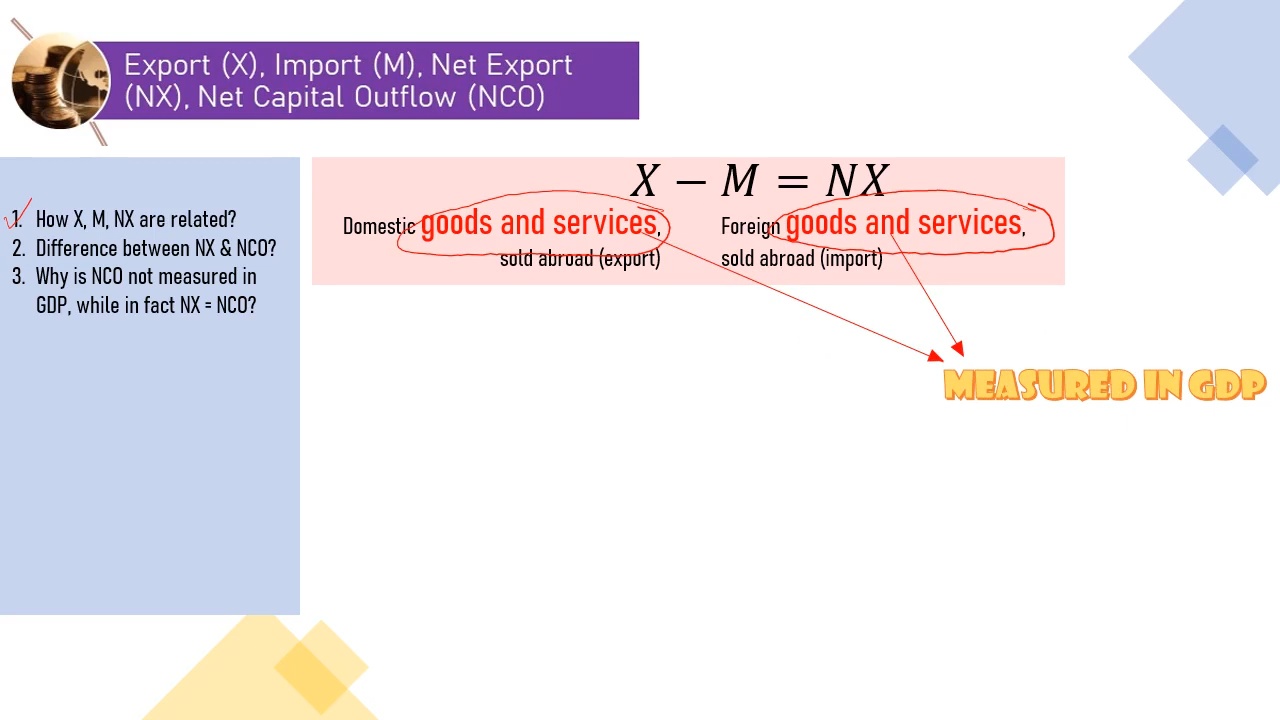 Export (X), Import (M), Net Export
(NX), Net Capital Outflow (NCO)
1. How X, M, NX are related?
2. Difference between NX & NCO?
3. Why is NCO not measured in
GDP, while in fact NX = NCO?
X − M = NX
Domestic goods and services,
sold abroad (export)
Foreign goods and services,
sold abroad (import)
MEASURED IN GDP